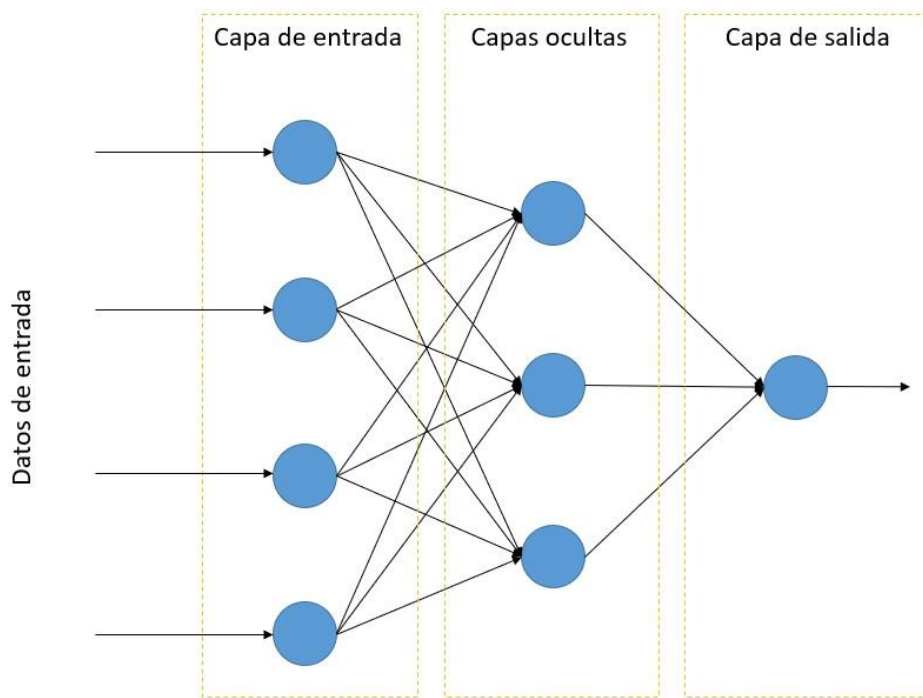 Capa de entrada
Capas ocultas
Capa de salida
Datos de entrada